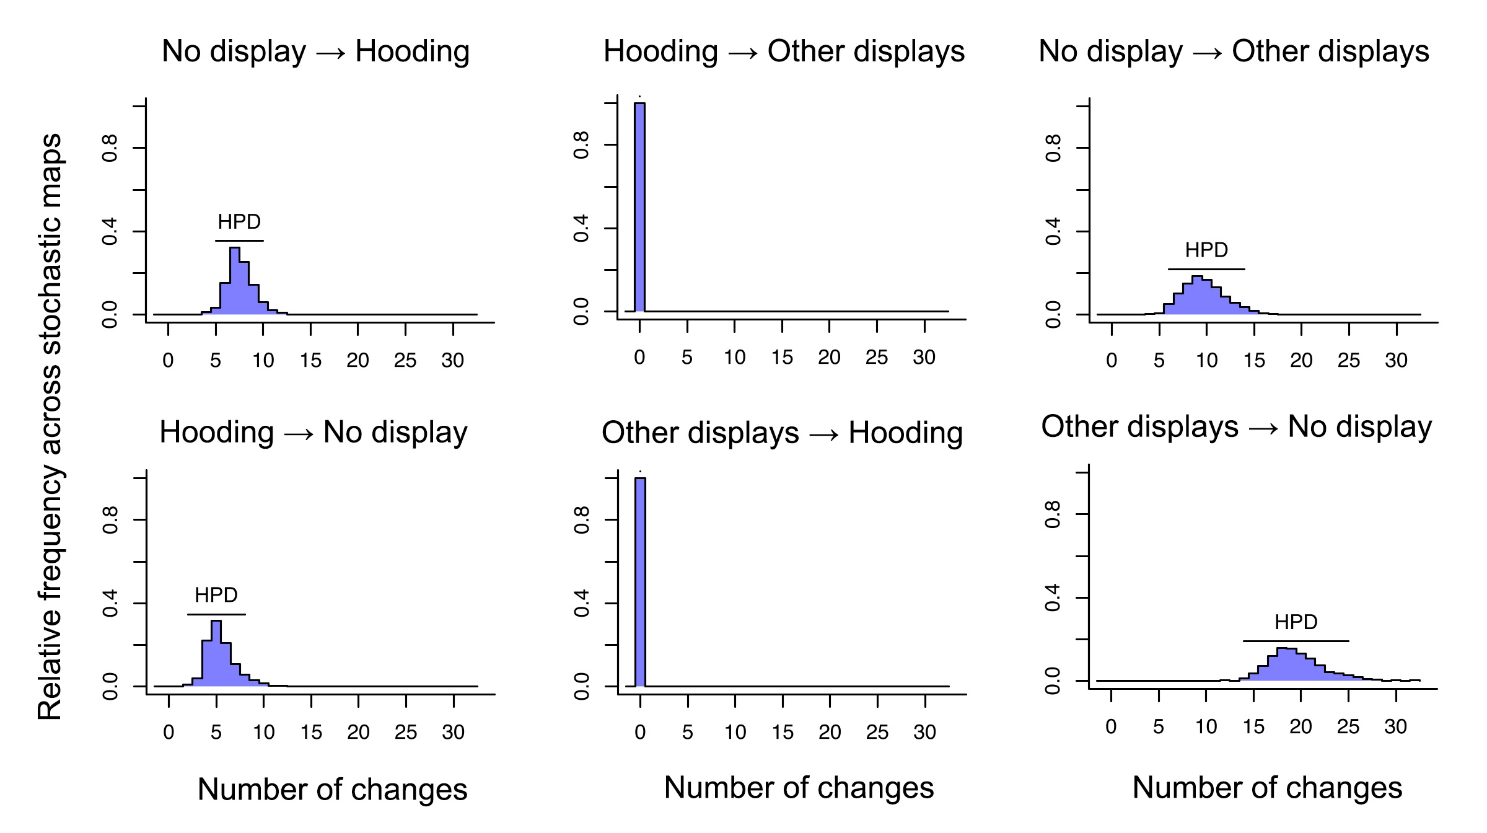 No display → Hooding
Hooding → Other displays
No display → Other displays
Relative frequency across stochastic maps
0.8
0.4
0.0
HPD
0 5 10 15 20 25 30
0.8
0.4
0.0
0 5 10 15 20 25 30
0.8
0.4
0.0
HPD
0 5 10 15 20 25 30
Hooding → No display
Other displays → Hooding
Other displays → No display
0.8
0.4
0.0
HPD
0 5 10 15 20 25 30
0.8
0.4
0.0
0 5 10 15 20 25 30
0.8
0.4
0.0
HPD
0 5 10 15 20 25 30
Number of changes
Number of changes
Number of changes